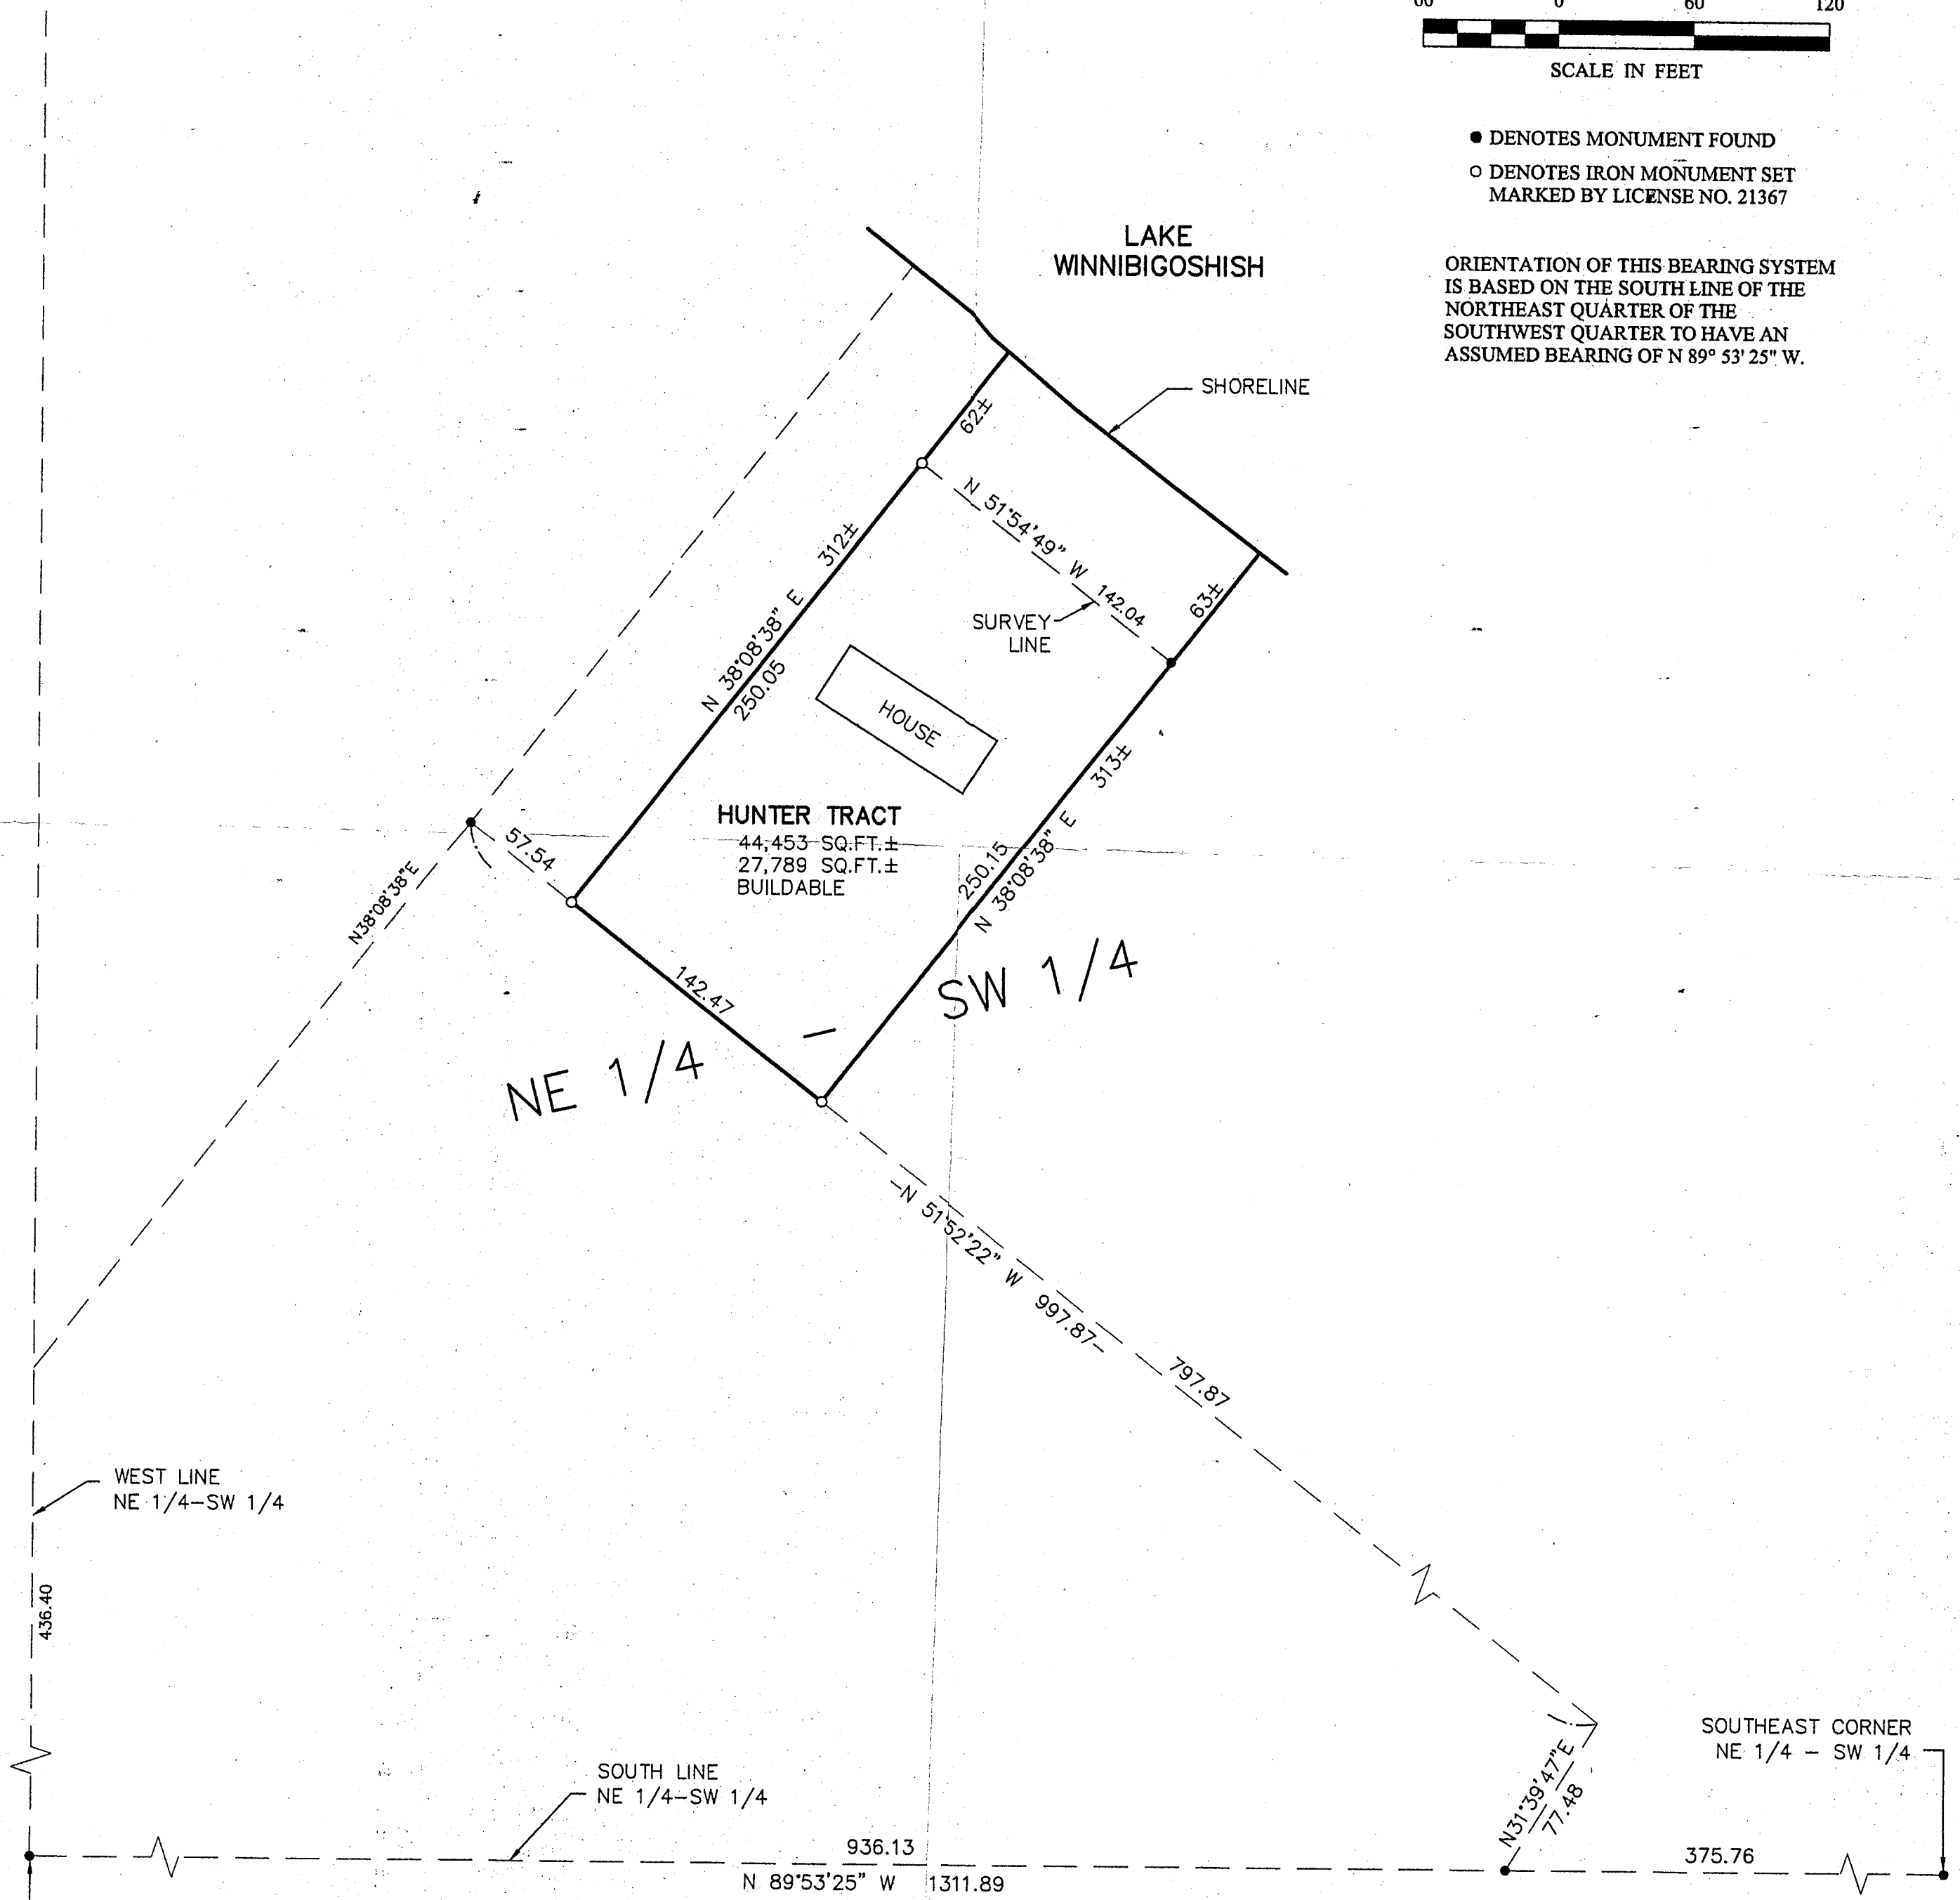 60 0 60 120
SCALE IN FEET
● DENOTES MONUMENT FOUND
○ DENOTES IRON MONUMENT SET
MARKED BY LICENSE NO. 21367
ORIENTATION OF THIS BEARING SYSTEM
IS BASED ON THE SOUTH LINE OF THE
NORTHEAST QUARTER OF THE
SOUTHWEST QUARTER TO HAVE AN
ASSUMED BEARING OF N 89° 53' 25" W.
LAKE
WINNIBIGOSHISH
SHORELINE
62±
N 51°54'49" W 142.04
312±
63±
SURVEY
LINE
N 38°08'38" E
250.05
HOUSE
313±
HUNTER TRACT
44,453 SQ.FT.±
27,789 SQ.FT.±
BUILDABLE
57.54
250.15
N 38°08'38" E
N38°08'38"E
142.47
NE 1/4 – SW 1/4
–N 51°52'22" W 997.87–
797.87
WEST LINE
NE 1/4–SW 1/4
436.40
SOUTH LINE
NE 1/4–SW 1/4
N31°39'47"E
77.48
SOUTHEAST CORNER
NE 1/4 – SW 1/4
936.13
375.76
N 89°53'25" W 1311.89